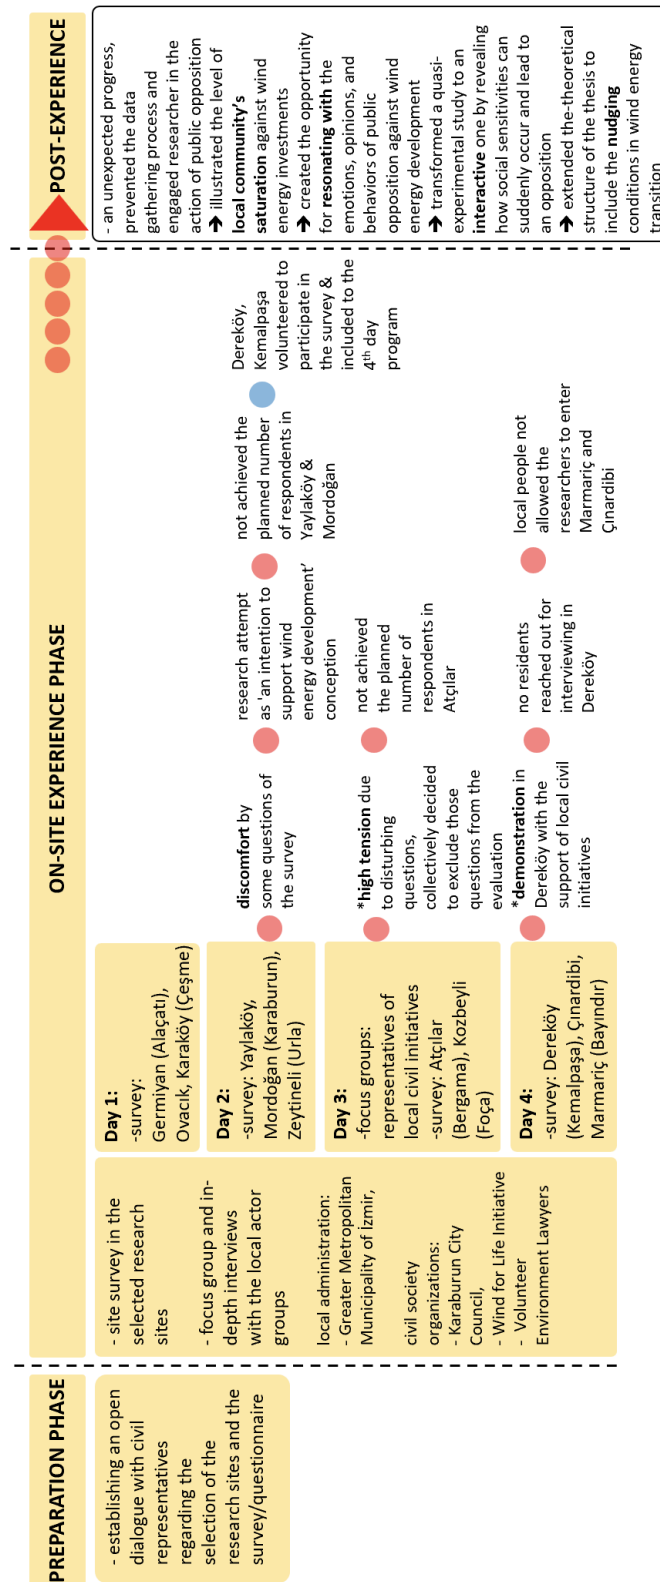 PREPARATION PHASE
- establishing an open
dialogue with civil
representatives
regarding the
selection of the
research sites and the
survey/questionnaire
ON-SITE EXPERIENCE PHASE
- site survey in the
selected research
sites
- focus group and in-
depth interviews
with the local actor
groups
local administration:
- Greater Metropolitan
Municipality of İzmir,
civil society
organizations:
- Karaburun City
Council,
- Wind for Life Initiative
- Volunteer
Environment Lawyers
Day 1:
-survey:
Germiyan (Alaçatı),
Ovacık, Karaköy (Çeşme)
Day 2:
-survey: Yaylaköy,
Mordoğan (Karaburun),
Zeytineli (Urla)
discomfort by
some questions of
the survey
research attempt
as 'an intention to
support wind
energy development’
conception
not achieved the
planned number
of respondents in
Yaylaköy &
Mordoğan
Dereköy,
Kemalpaşa
volunteered to
participate in
the survey &
included to the
4th day
program
Day 3:
-focus groups:
representatives of
local civil initiatives
-survey: Atçılar
(Bergama), Kozbeyli
(Foça)
*high tension due
to disturbing
questions,
collectively decided
to exclude those
questions from the
evaluation
not achieved
the planned
number of
respondents in
Atçılar
Day 4:
-survey: Dereköy
(Kemalpaşa), Çınardibi,
Marmariç (Bayındır)
*demonstration in
Dereköy with the
support of local civil
initiatives
no residents
reached out for
interviewing in
Dereköy
local people not
allowed the
researchers to enter
Marmariç and
Çınardibi
POST-EXPERIENCE
- an unexpected progress,
prevented the data
gathering process and
engaged researcher in the
action of public opposition
➔ illustrated the level of
local community's
saturation against wind
energy investments
➔ created the opportunity
for resonating with the
emotions, opinions, and
behaviors of public
opposition against wind
energy development
➔ transformed a quasi-
experimental study to an
interactive one by revealing
how social sensitivities can
suddenly occur and lead to
an opposition
➔ extended the-theoretical
structure of the thesis to
include the nudging
conditions in wind energy
transition